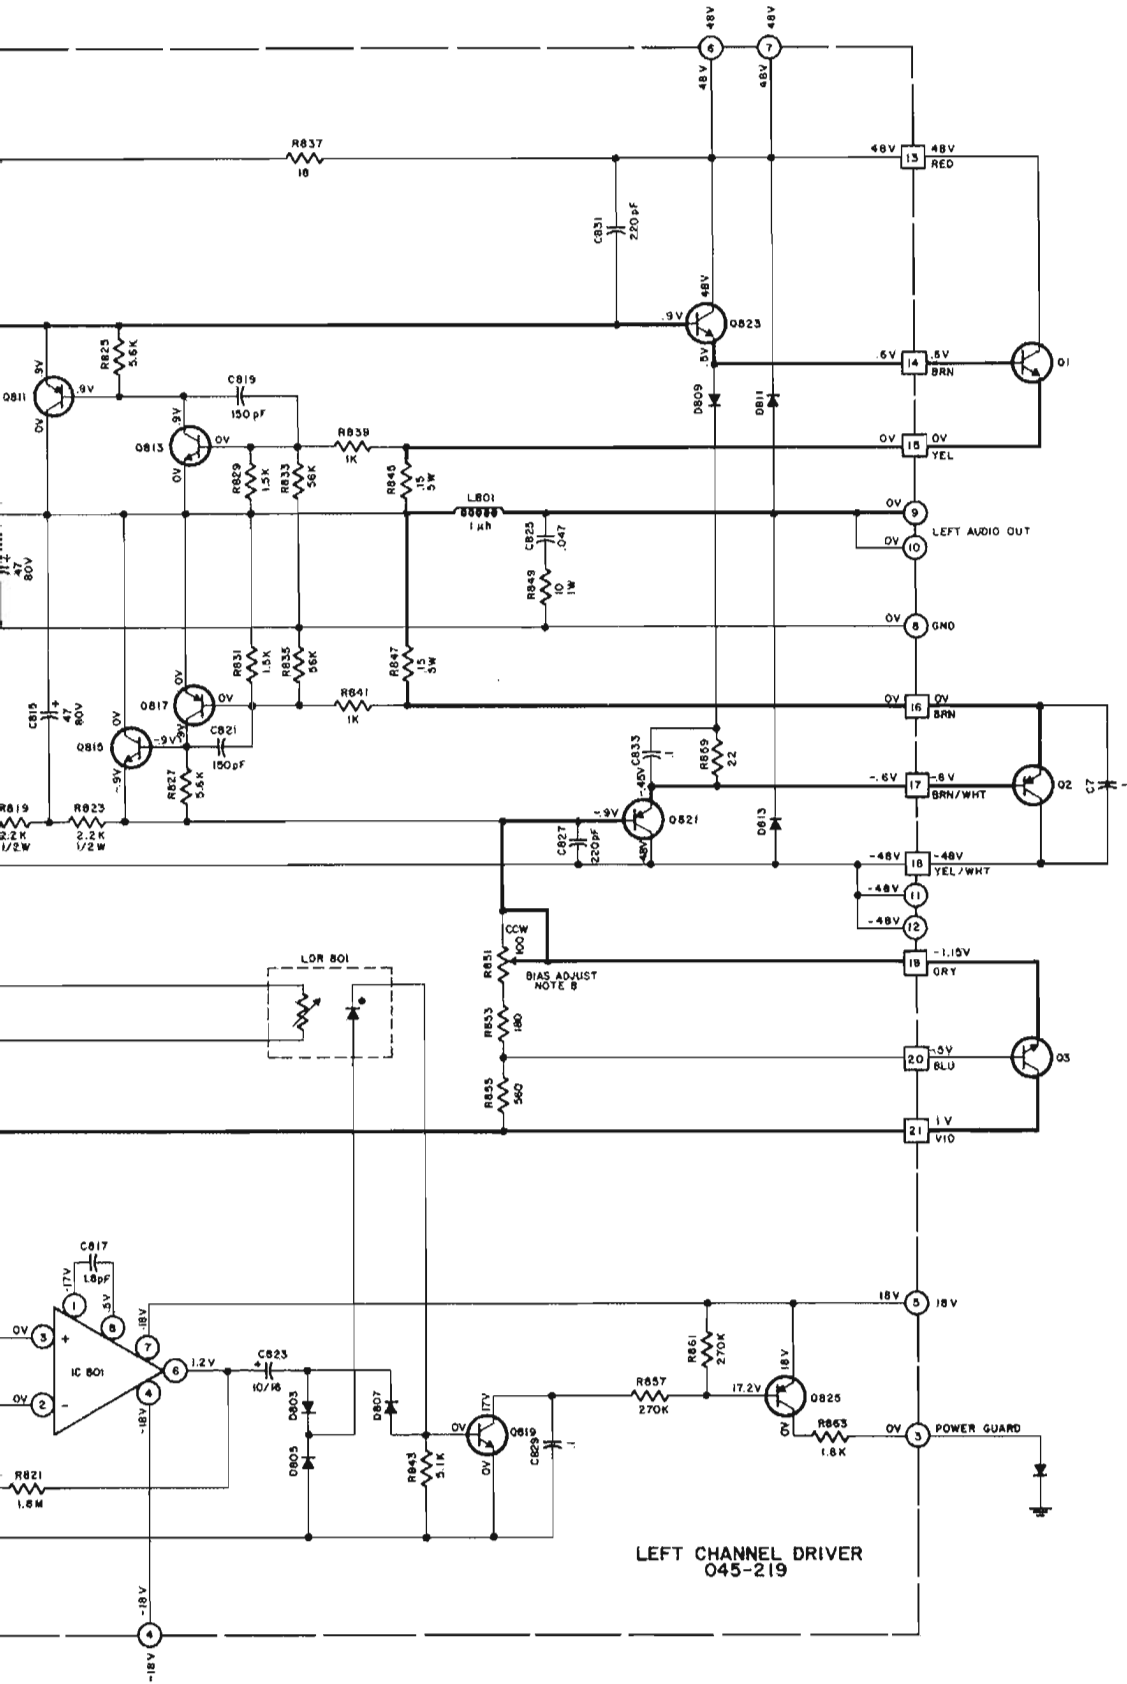 48V
48V
6
7
48V
48V
R837
18
48V
13
48V
RED
C831
220pF
48V
.9V
Q823
.5V
.6V
14
.5V
BRN
Q1
R825
5.6K
.9V
Q811
.9V
0V
C819
150pF
D809
D811
.9V
Q813
0V
0V
R839
1K
0V
15
0V
YEL
R829
1.5K
R833
56K
R845
.15
5W
L801
1 µh
0V
9
LEFT AUDIO OUT
C825
.047
0V
10
47
80V
R849
10
1W
0V
8
GND
R831
1.5K
R835
56K
R847
.15
5W
0V
Q817
0V
R841
1K
0V
16
0V
BRN
C815
47
80V
0V
Q815
-.9V
-.9V
C821
150pF
-.9V
R827
5.6K
C833
.1
R859
22
-.45V
-.6V
17
-.6V
BRN/WHT
Q2
C7
R819
2.2K
1/2W
R823
2.2K
1/2W
-.9V
Q821
C827
220pF
48V
D813
-48V
18
-48V
YEL/WHT
-48V
11
-48V
12
CCW
100
R851
BIAS ADJUST
NOTE 8
19
-1.15V
GRY
LDR 801
R853
180
20
-.5V
BLU
Q3
R855
560
21
1V
VIO
C817
1.8pF
-17V
1
.5V
8
-18V
7
18V
5
18V
0V
3
+
IC 801
6
1.2V
4
0V
2
-
-18V
C823
+
10/16
R861
270K
18V
R857
270K
17.2V
Q825
D803
D807
17V
0V
Q819
0V
C829
0V
R863
1.8K
0V
3
POWER GUARD
D805
R843
5.1K
R821
1.8M
LEFT CHANNEL DRIVER
045-219
-18V
4
-18V